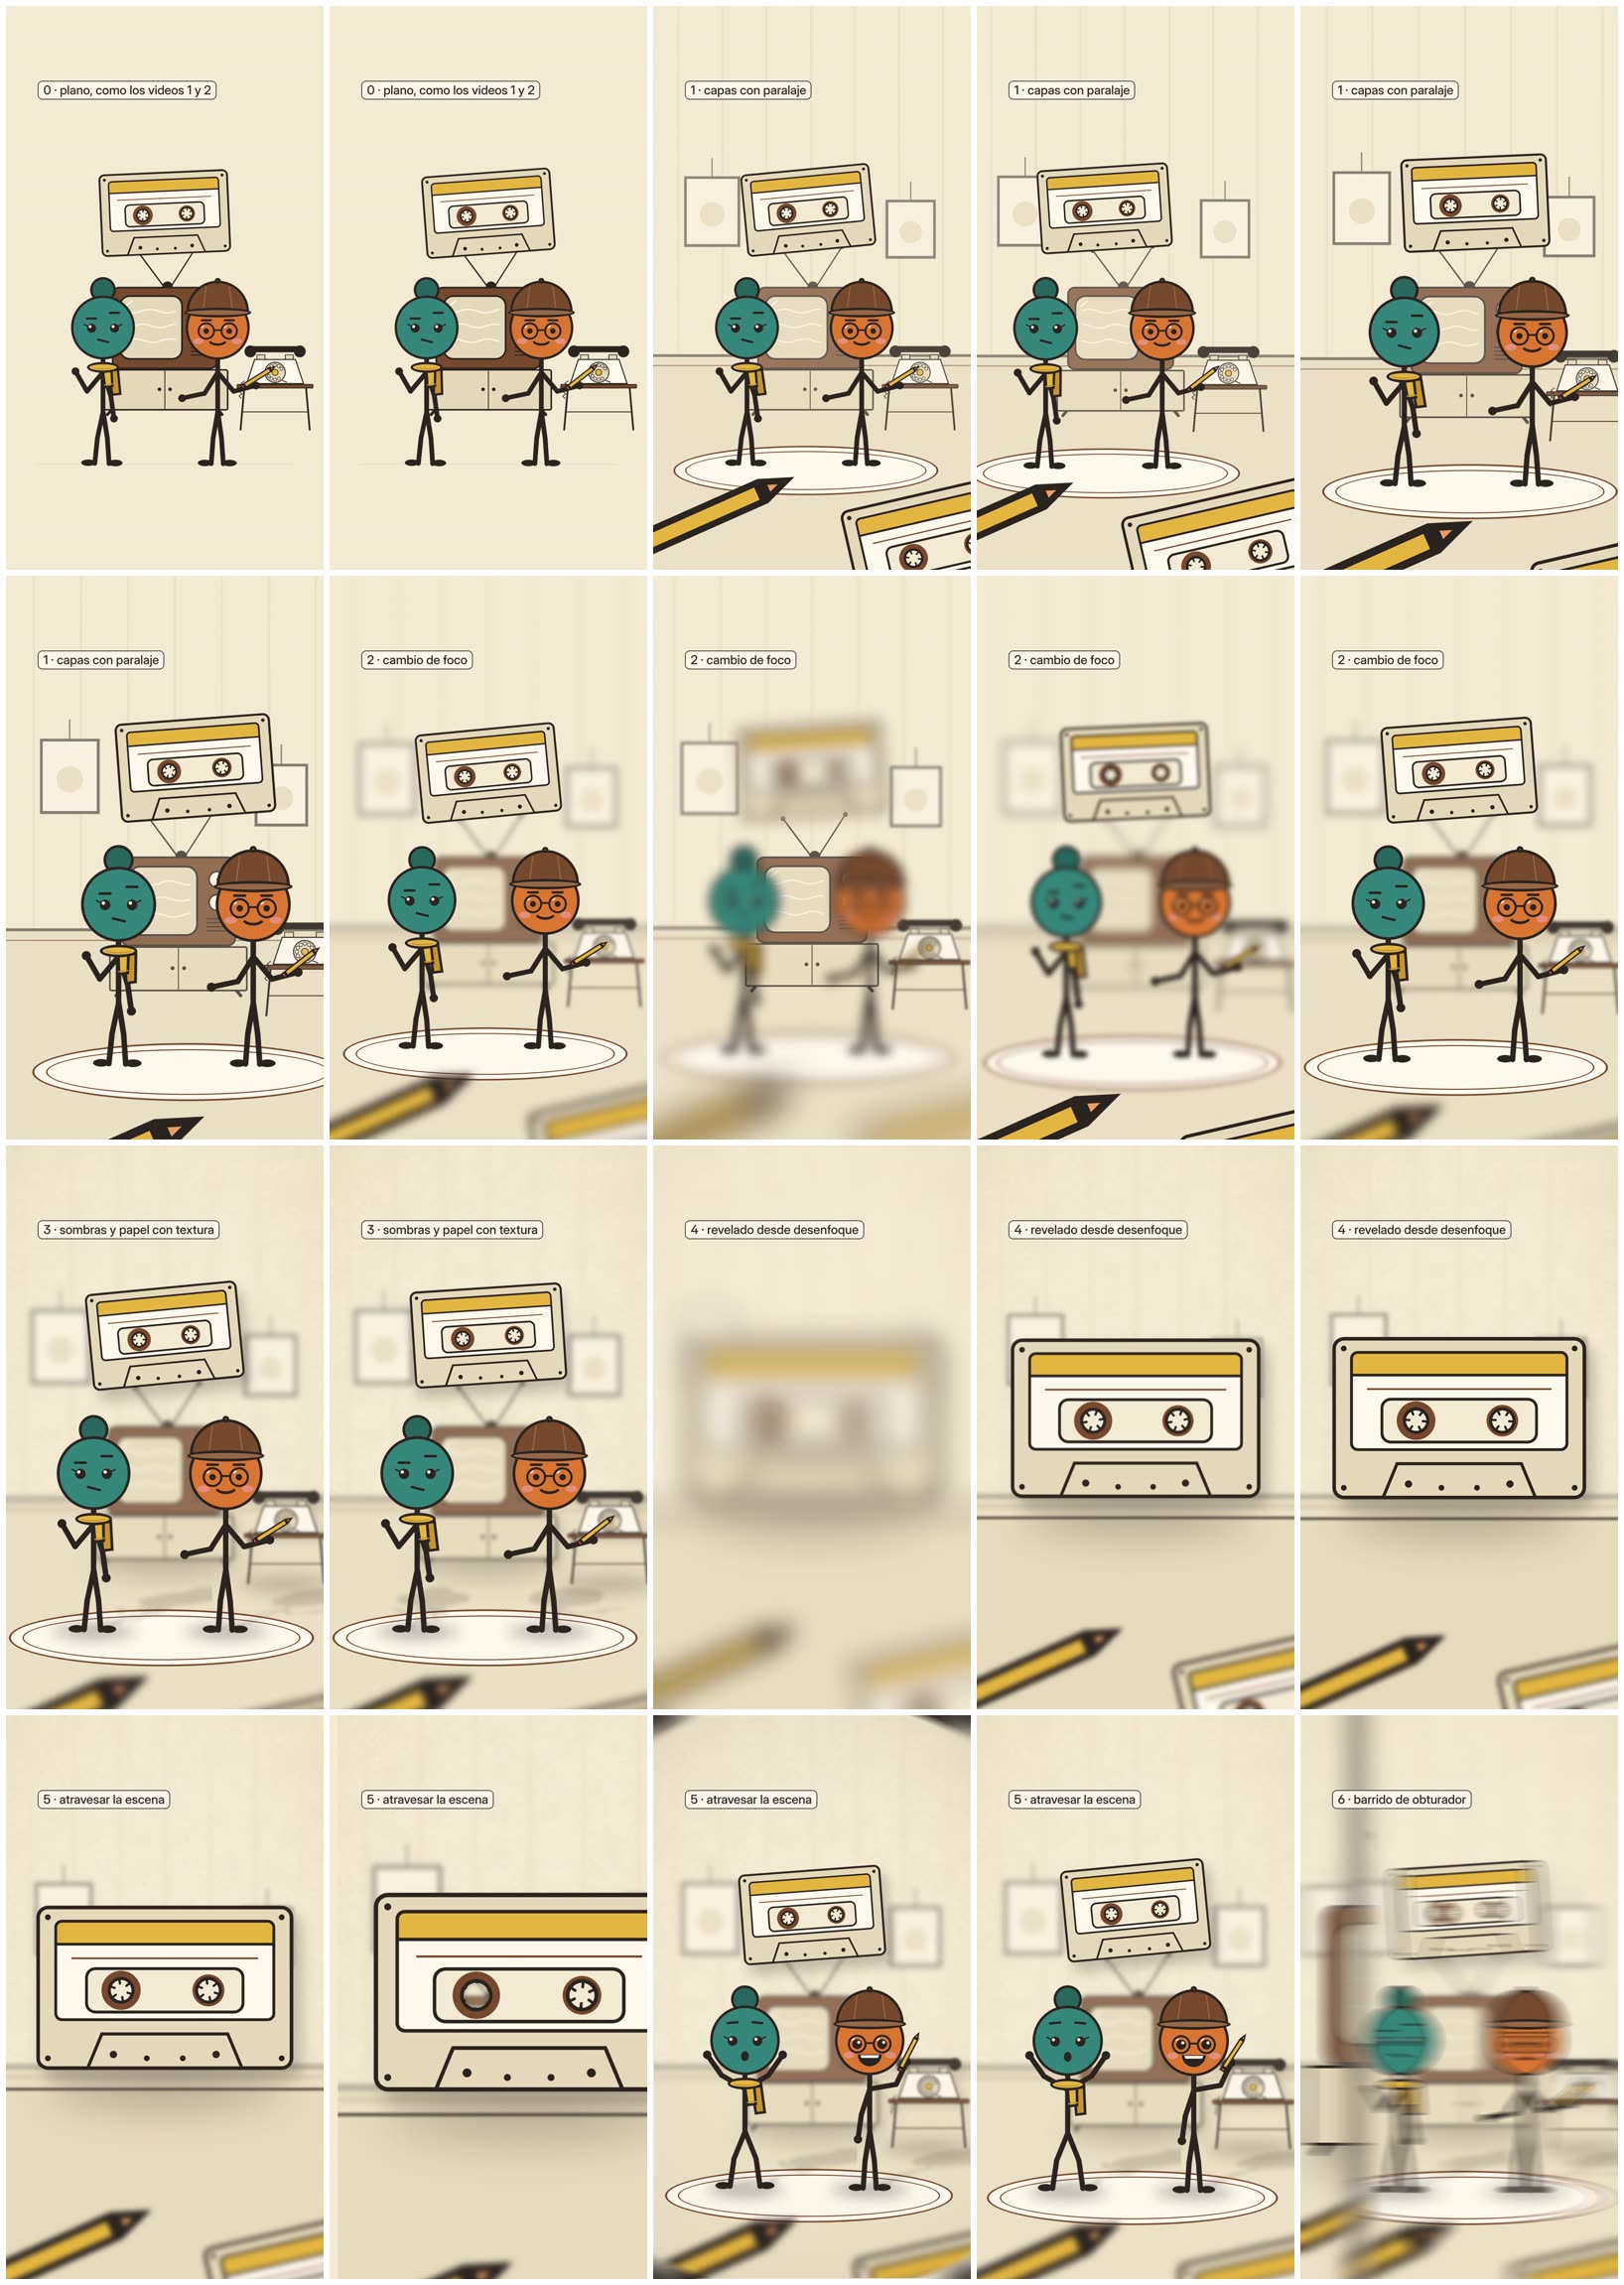 0 · plano, como los videos 1 y 2
0 · plano, como los videos 1 y 2
1 · capas con paralaje
1 · capas con paralaje
1 · capas con paralaje
1 · capas con paralaje
2 · cambio de foco
2 · cambio de foco
2 · cambio de foco
2 · cambio de foco
3 · sombras y papel con textura
3 · sombras y papel con textura
4 · revelado desde desenfoque
4 · revelado desde desenfoque
4 · revelado desde desenfoque
5 · atravesar la escena
5 · atravesar la escena
5 · atravesar la escena
5 · atravesar la escena
6 · barrido de obturador